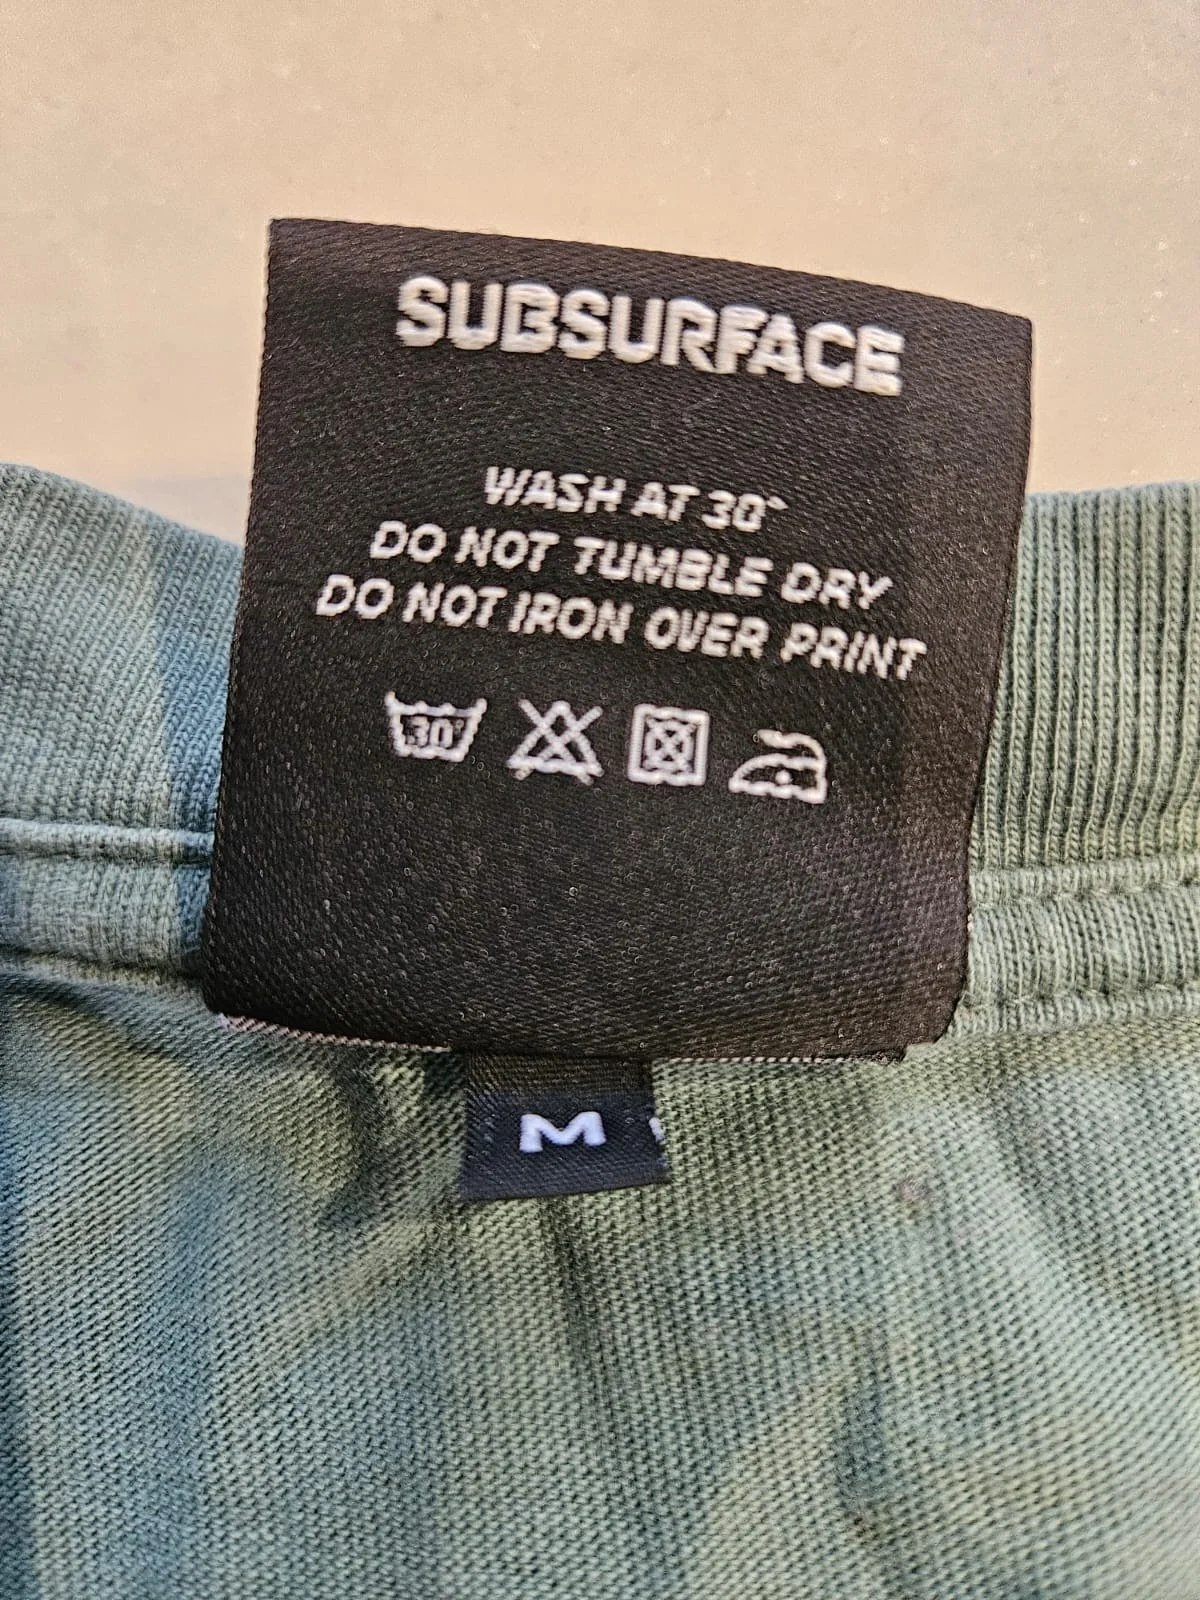 SUBSURFACE
WASH AT 30°
DO NOT TUMBLE DRY
DO NOT IRON OVER PRINT
30°
M